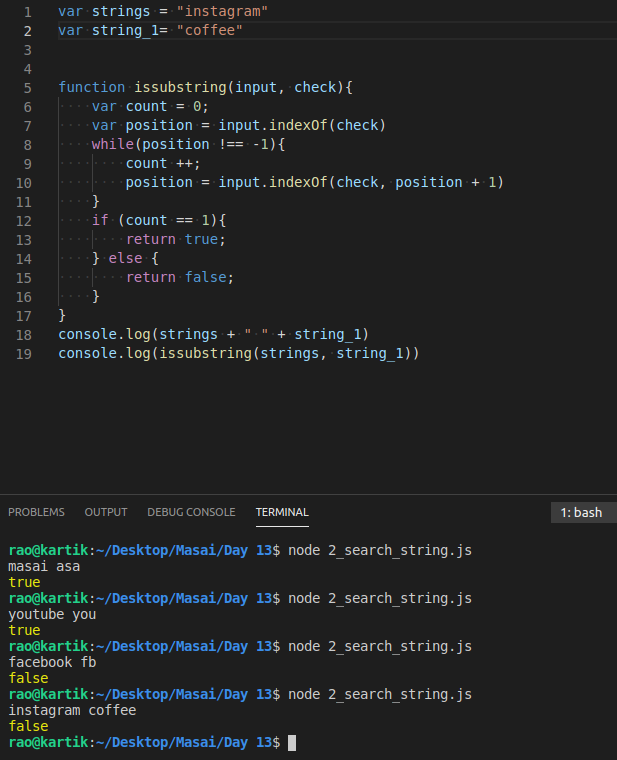 1 var strings = "instagram"
2 var string_1= "coffee"
3
4
5 function issubstring(input, check){
6 var count = 0;
7 var position = input.indexOf(check)
8 while(position !== -1){
9 count ++;
10 position = input.indexOf(check, position + 1)
11 }
12 if (count == 1){
13 return true;
14 } else {
15 return false;
16 }
17 }
18 console.log(strings + " " + string_1)
19 console.log(issubstring(strings, string_1))
PROBLEMS OUTPUT DEBUG CONSOLE TERMINAL 1: bash
rao@kartik:~/Desktop/Masai/Day 13$ node 2_search_string.js
masai asa
true
rao@kartik:~/Desktop/Masai/Day 13$ node 2_search_string.js
youtube you
true
rao@kartik:~/Desktop/Masai/Day 13$ node 2_search_string.js
facebook fb
false
rao@kartik:~/Desktop/Masai/Day 13$ node 2_search_string.js
instagram coffee
false
rao@kartik:~/Desktop/Masai/Day 13$